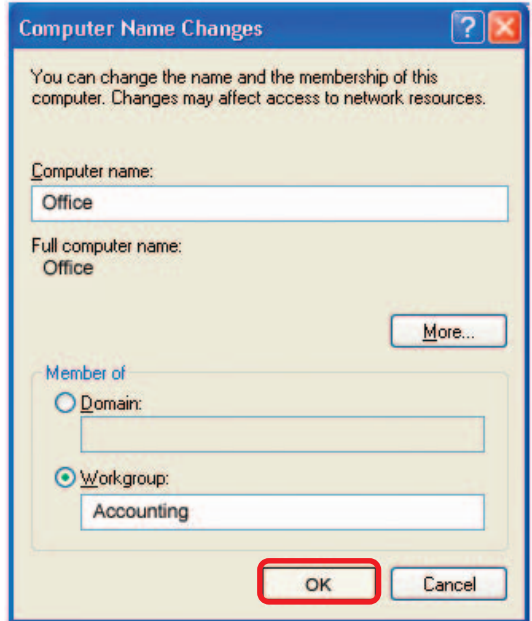 Computer Name Changes
You can change the name and the membership of this
computer. Changes may affect access to network resources.
Computer name:
Office
Full computer name:
Office
More...
Member of
Domain:
Workgroup:
Accounting
OK
Cancel